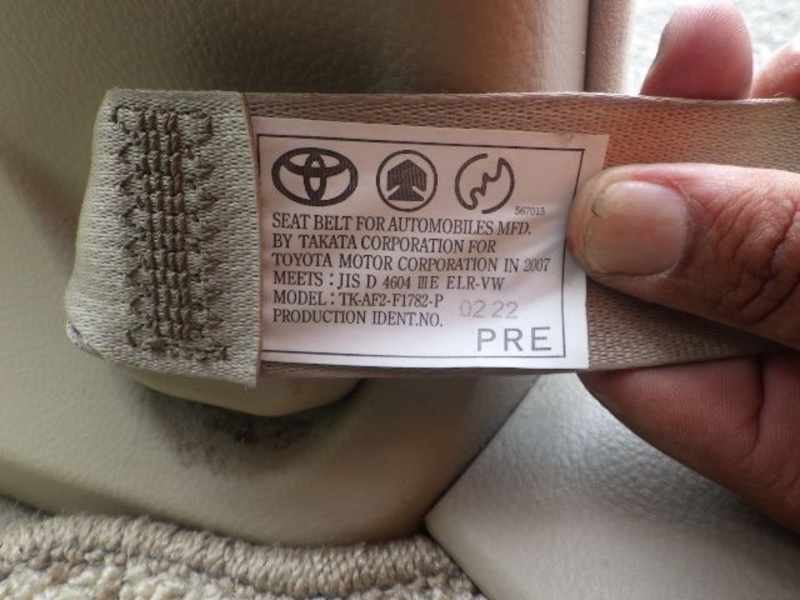 567015
SEAT BELT FOR AUTOMOBILES MFD.
BY TAKATA CORPORATION FOR
TOYOTA MOTOR CORPORATION IN 2007
MEETS : JIS D 4604 ⅢE ELR-VW
MODEL : TK-AF2-F1782-P
PRODUCTION IDENT.NO. 02 22
PRE